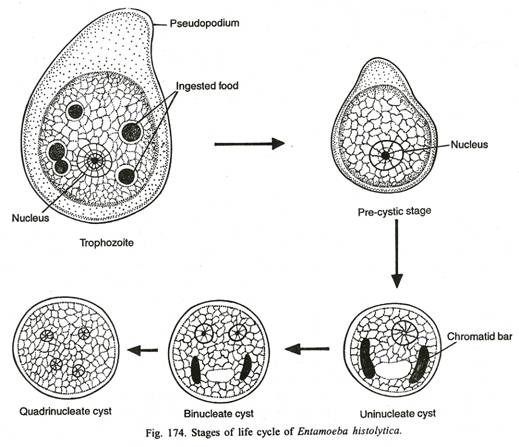 Pseudopodium
Ingested food
Nucleus
Trophozoite
Nucleus
Pre-cystic stage
Chromatid bar
Quadrinucleate cyst
Binucleate cyst
Uninucleate cyst
Fig. 174. Stages of life cycle of Entamoeba histolytica.